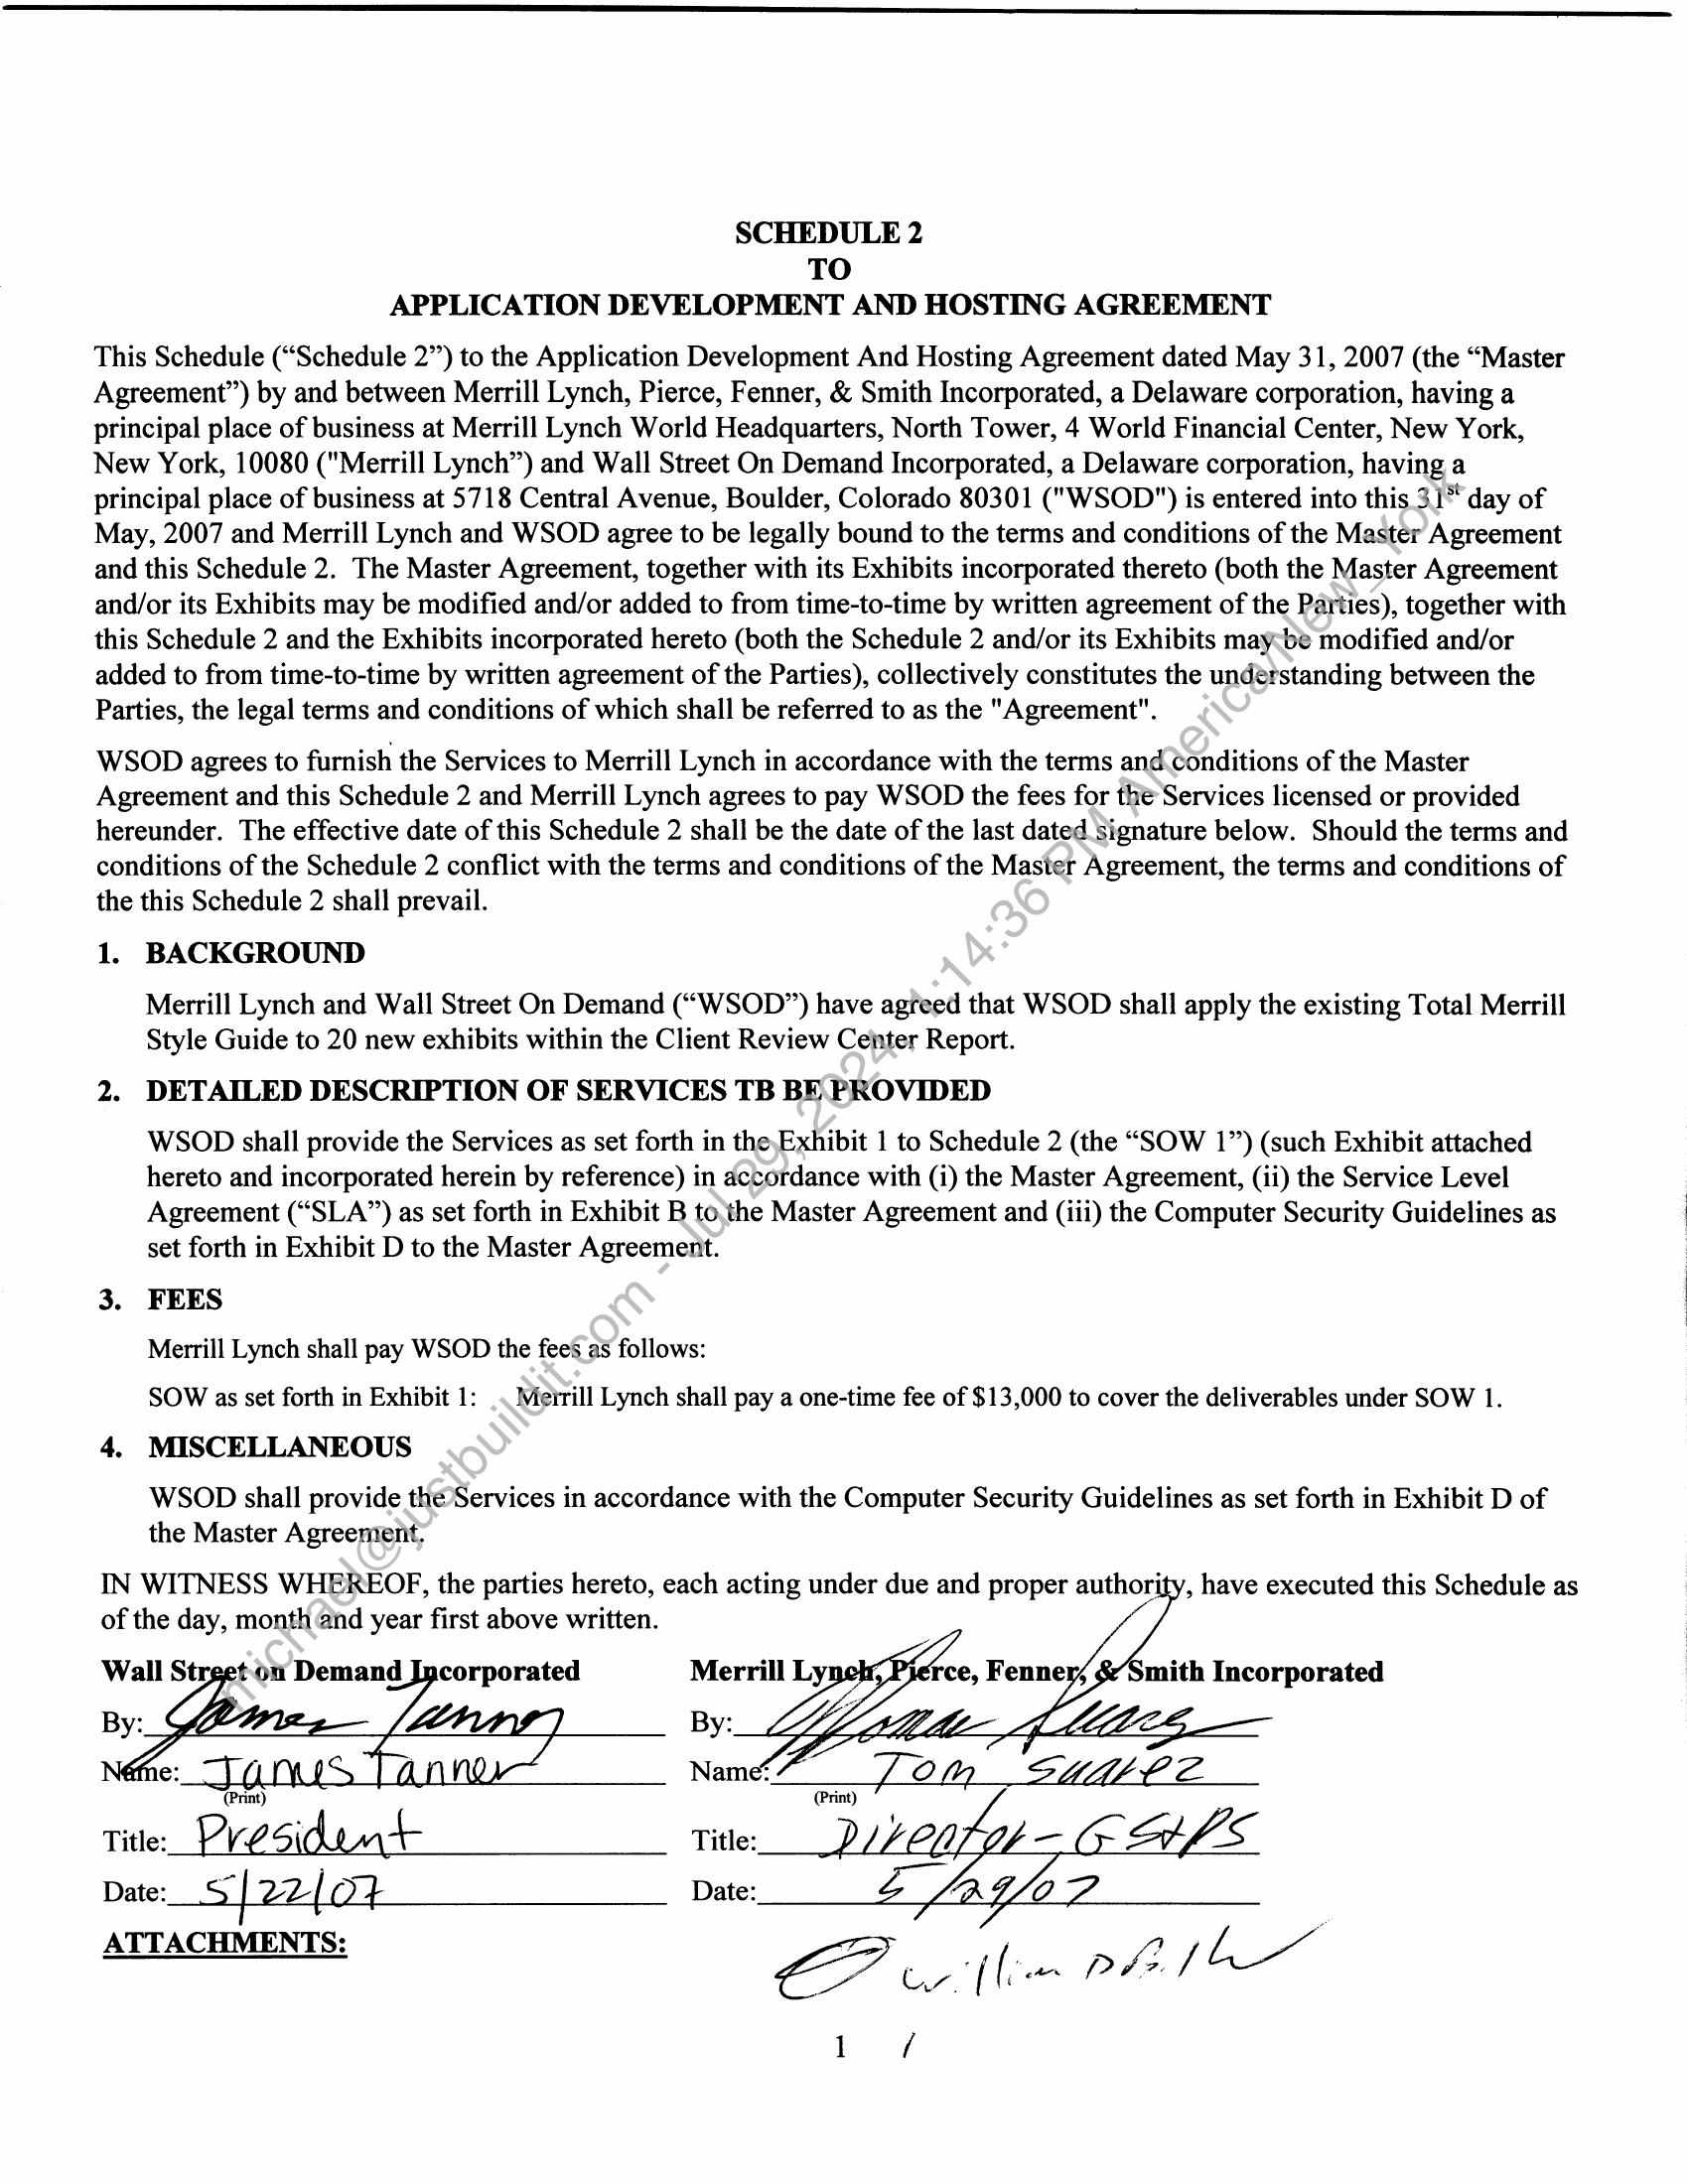 SCHEDULE 2
TO
APPLICATION DEVELOPMENT AND HOSTING AGREEMENT
This Schedule (“Schedule 2”) to the Application Development And Hosting Agreement dated May 31, 2007 (the “Master
Agreement”) by and between Merrill Lynch, Pierce, Fenner, & Smith Incorporated, a Delaware corporation, having a
principal place of business at Merrill Lynch World Headquarters, North Tower, 4 World Financial Center, New York,
New York, 10080 ("Merrill Lynch”) and Wall Street On Demand Incorporated, a Delaware corporation, having a
principal place of business at 5718 Central Avenue, Boulder, Colorado 80301 ("WSOD") is entered into this 31st day of
May, 2007 and Merrill Lynch and WSOD agree to be legally bound to the terms and conditions of the Master Agreement
and this Schedule 2. The Master Agreement, together with its Exhibits incorporated thereto (both the Master Agreement
and/or its Exhibits may be modified and/or added to from time-to-time by written agreement of the Parties), together with
this Schedule 2 and the Exhibits incorporated hereto (both the Schedule 2 and/or its Exhibits may be modified and/or
added to from time-to-time by written agreement of the Parties), collectively constitutes the understanding between the
Parties, the legal terms and conditions of which shall be referred to as the "Agreement".
WSOD agrees to furnish the Services to Merrill Lynch in accordance with the terms and conditions of the Master
Agreement and this Schedule 2 and Merrill Lynch agrees to pay WSOD the fees for the Services licensed or provided
hereunder. The effective date of this Schedule 2 shall be the date of the last dated signature below. Should the terms and
conditions of the Schedule 2 conflict with the terms and conditions of the Master Agreement, the terms and conditions of
the this Schedule 2 shall prevail.
1. BACKGROUND
Merrill Lynch and Wall Street On Demand (“WSOD”) have agreed that WSOD shall apply the existing Total Merrill
Style Guide to 20 new exhibits within the Client Review Center Report.
2. DETAILED DESCRIPTION OF SERVICES TB BE PROVIDED
WSOD shall provide the Services as set forth in the Exhibit 1 to Schedule 2 (the “SOW 1”) (such Exhibit attached
hereto and incorporated herein by reference) in accordance with (i) the Master Agreement, (ii) the Service Level
Agreement (“SLA”) as set forth in Exhibit B to the Master Agreement and (iii) the Computer Security Guidelines as
set forth in Exhibit D to the Master Agreement.
3. FEES
Merrill Lynch shall pay WSOD the fees as follows:
SOW as set forth in Exhibit 1: Merrill Lynch shall pay a one-time fee of $13,000 to cover the deliverables under SOW 1.
4. MISCELLANEOUS
WSOD shall provide the Services in accordance with the Computer Security Guidelines as set forth in Exhibit D of
the Master Agreement.
IN WITNESS WHEREOF, the parties hereto, each acting under due and proper authority, have executed this Schedule as
of the day, month and year first above written.
Wall Street on Demand Incorporated Merrill Lynch, Pierce, Fenner, & Smith Incorporated
By: James Tanner By: Thomas Suarez
Name: James Tanner Name: Tom Suarez
(Print) (Print)
Title: President Title: Director - GS+PS
Date: 5/22/07 Date: 5/29/07
ATTACHMENTS:
William
1 /
michael@justbuildit.com - Jul 29, 2024, 1:14:36 PM America/New_York